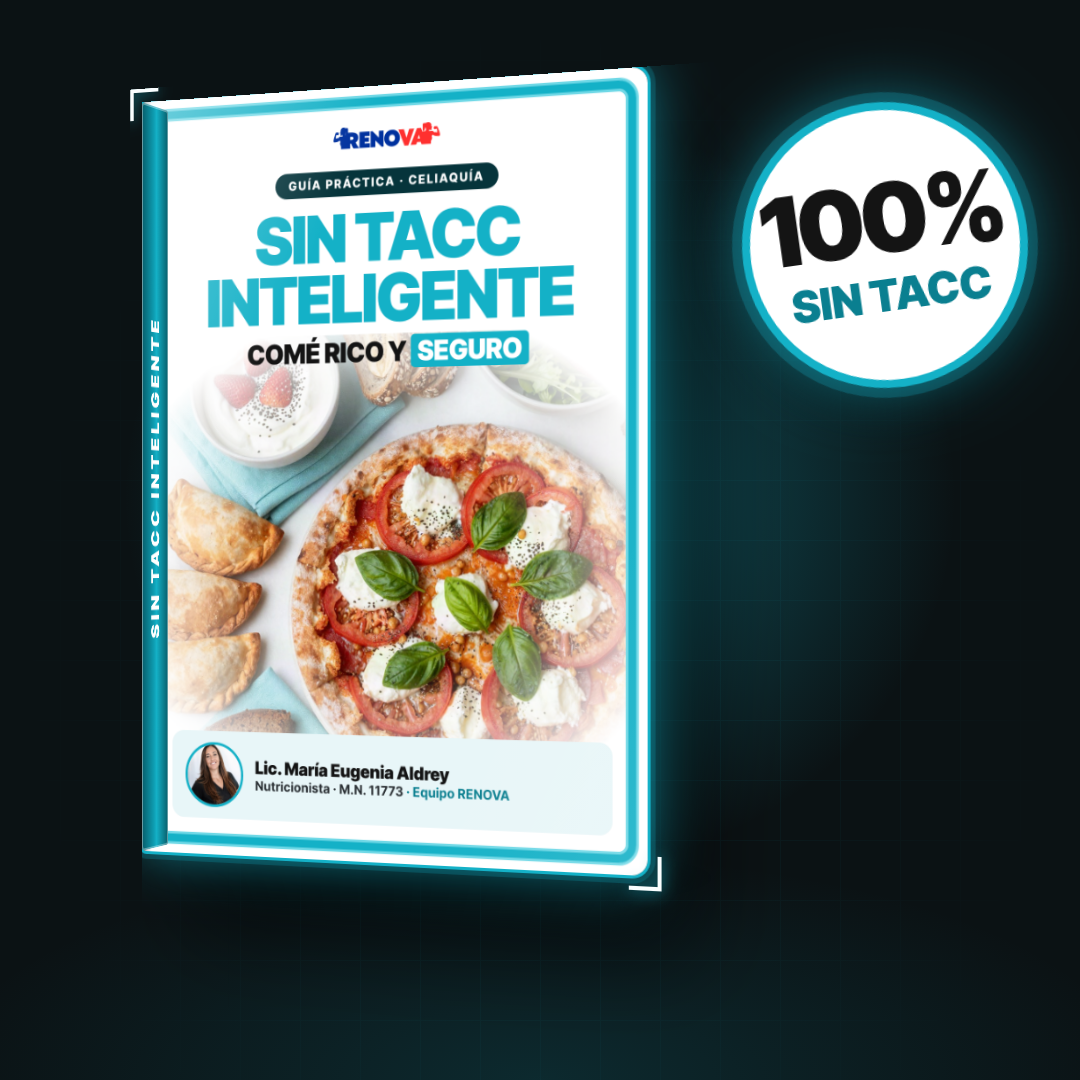 RENOVA
GUÍA PRÁCTICA · CELIAQUÍA
SIN TACC
INTELIGENTE
COMÉ RICO Y SEGURO
Lic. María Eugenia Aldrey
Nutricionista · M.N. 11773 · Equipo RENOVA
SIN TACC INTELIGENTE
100%
SIN TACC